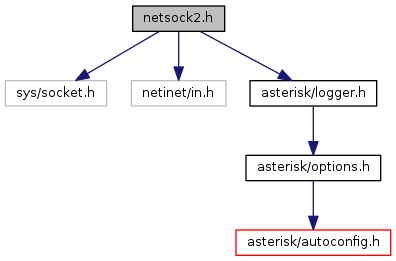 netsock2.h
sys/socket.h
netinet/in.h
asterisk/logger.h
asterisk/options.h
asterisk/autoconfig.h